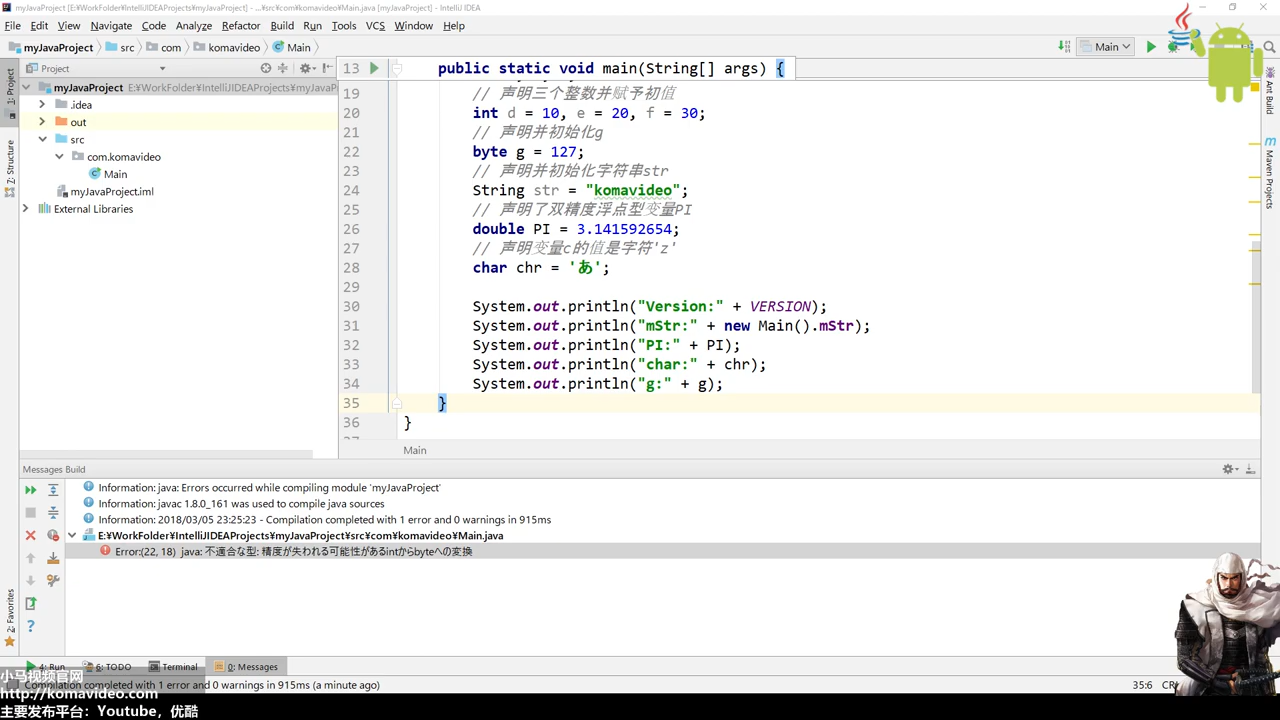 myJavaProject [E:¥WorkFolder¥IntelliJIDEAProjects¥myJavaProject] - ...¥src¥com¥komavideo¥Main.java [myJavaProject] - IntelliJ IDEA
File Edit View Navigate Code Analyze Refactor Build Run Tools VCS Window Help
myJavaProject src com komavideo Main Main
Project
1: Project
Z: Structure
2: Favorites
Ant Build
Maven Projects
myJavaProject E:¥WorkFolder¥IntelliJIDEAProjects¥myJavaP
.idea
out
src
com.komavideo
Main
myJavaProject.iml
External Libraries
13 public static void main(String[] args) {
19 // 声明三个整数并赋予初值
20 int d = 10, e = 20, f = 30;
21 // 声明并初始化g
22 byte g = 127;
23 // 声明并初始化字符串str
24 String str = "komavideo";
25 // 声明了双精度浮点型变量PI
26 double PI = 3.141592654;
27 // 声明变量c的值是字符'z'
28 char chr = 'あ';
29
30 System.out.println("Version:" + VERSION);
31 System.out.println("mStr:" + new Main().mStr);
32 System.out.println("PI:" + PI);
33 System.out.println("char:" + chr);
34 System.out.println("g:" + g);
35 }
36 }
Main
Messages Build
Information: java: Errors occurred while compiling module 'myJavaProject'
Information: javac 1.8.0_161 was used to compile java sources
Information: 2018/03/05 23:25:23 - Compilation completed with 1 error and 0 warnings in 915ms
E:¥WorkFolder¥IntelliJIDEAProjects¥myJavaProject¥src¥com¥komavideo¥Main.java
Error:(22, 18) java: 不適合な型: 精度が失われる可能性があるintからbyteへの変換
4: Run 6: TODO Terminal 0: Messages
Compilation completed with 1 error and 0 warnings in 915ms (a minute ago) 35:6
小马视频官网
http://komavideo.com
主要发布平台：Youtube，优酷